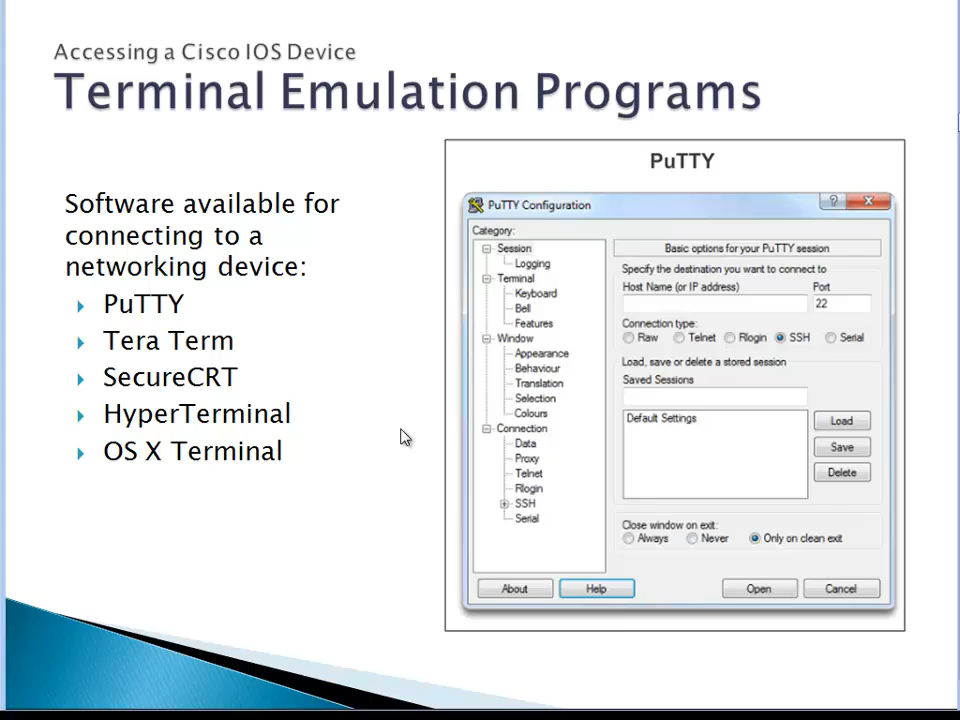 Accessing a Cisco IOS Device
Terminal Emulation Programs
Software available for
connecting to a
networking device:
PuTTY
Tera Term
SecureCRT
HyperTerminal
OS X Terminal
PuTTY
PuTTY Configuration
Category:
Session
Logging
Terminal
Keyboard
Bell
Features
Window
Appearance
Behaviour
Translation
Selection
Colours
Connection
Data
Proxy
Telnet
Rlogin
SSH
Serial
Basic options for your PuTTY session
Specify the destination you want to connect to
Host Name (or IP address) Port
22
Connection type:
Raw Telnet Rlogin SSH Serial
Load, save or delete a stored session
Saved Sessions
Default Settings
Load
Save
Delete
Close window on exit:
Always Never Only on clean exit
About Help Open Cancel